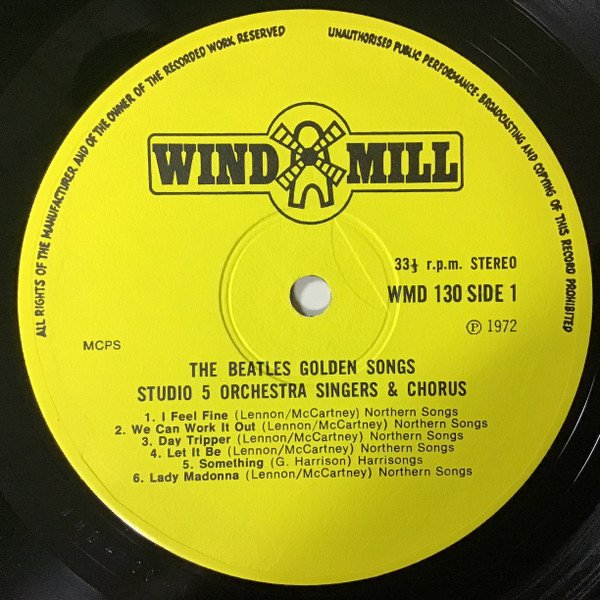 ALL RIGHTS OF THE MANUFACTURER AND OF THE OWNER OF THE RECORDED WORK RESERVED
UNAUTHORISED PUBLIC PERFORMANCE · BROADCASTING AND COPYING OF THIS RECORD PROHIBITED
WIND MILL
33⅓ r.p.m. STEREO
WMD 130 SIDE 1
℗ 1972
MCPS
THE BEATLES GOLDEN SONGS
STUDIO 5 ORCHESTRA SINGERS & CHORUS
1. I Feel Fine (Lennon/McCartney) Northern Songs
2. We Can Work It Out (Lennon/McCartney) Northern Songs
3. Day Tripper (Lennon/McCartney) Northern Songs
4. Let It Be (Lennon/McCartney) Northern Songs
5. Something (G. Harrison) Harrisongs
6. Lady Madonna (Lennon/McCartney) Northern Songs